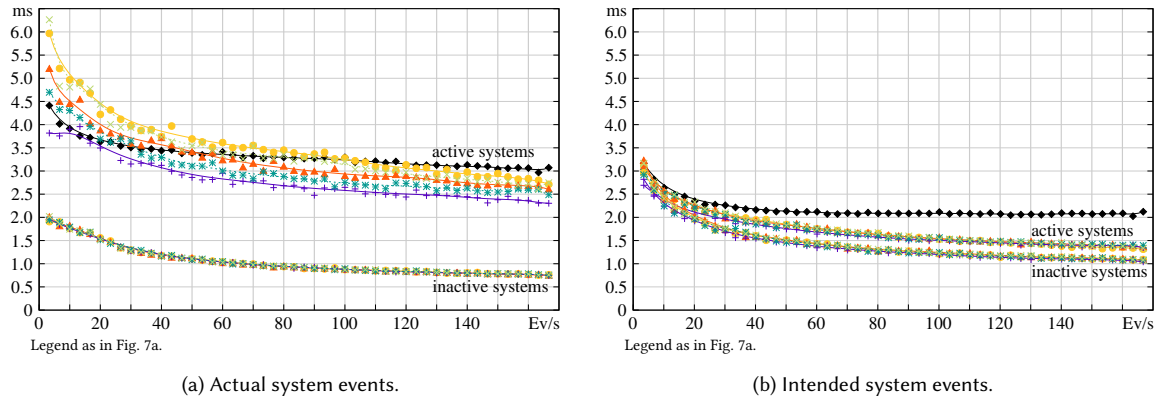 ms
6.0
5.5
5.0
4.5
4.0
3.5
3.0
2.5
2.0
1.5
1.0
0.5
0
active systems
inactive systems
0 20 40 60 80 100 120 140 Ev/s
Legend as in Fig. 7a.
(a) Actual system events.
ms
6.0
5.5
5.0
4.5
4.0
3.5
3.0
2.5
2.0
1.5
1.0
0.5
0
active systems
inactive systems
0 20 40 60 80 100 120 140 Ev/s
Legend as in Fig. 7a.
(b) Intended system events.